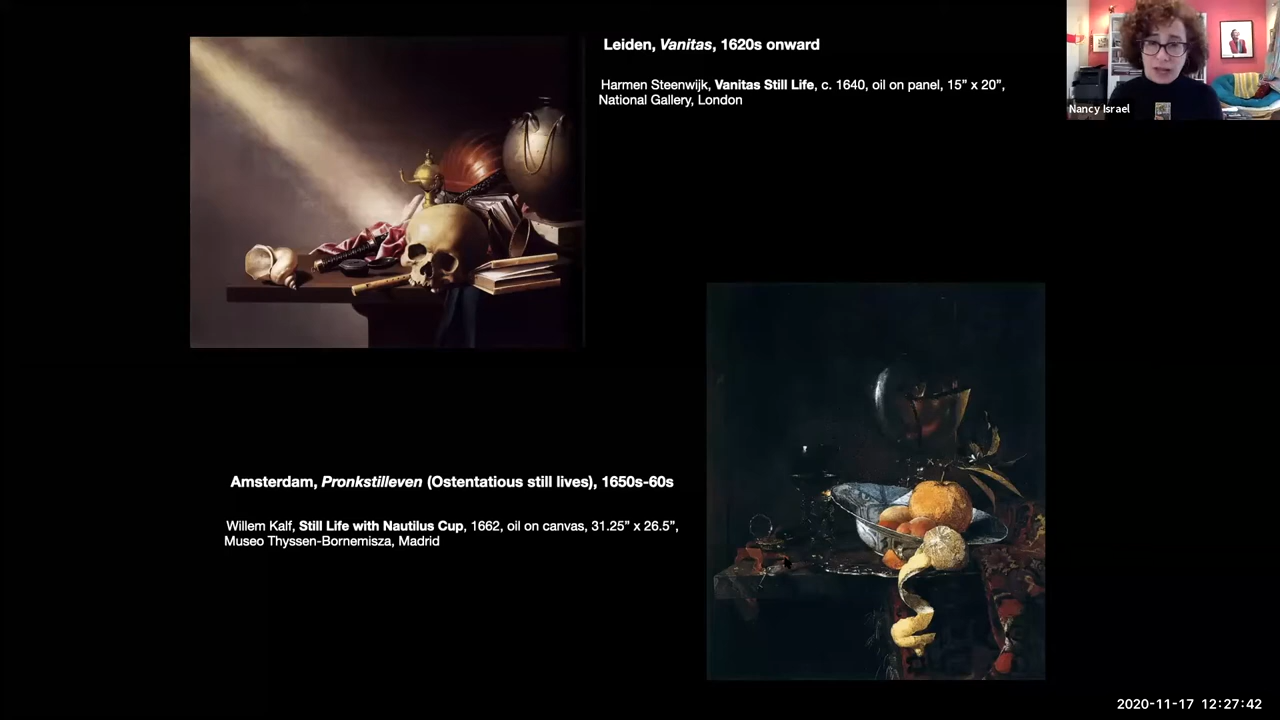 Leiden, Vanitas, 1620s onward
Harmen Steenwijk, Vanitas Still Life, c. 1640, oil on panel, 15” x 20”,
National Gallery, London
Nancy Israel
Amsterdam, Pronkstilleven (Ostentatious still lives), 1650s-60s
Willem Kalf, Still Life with Nautilus Cup, 1662, oil on canvas, 31.25” x 26.5”,
Museo Thyssen-Bornemisza, Madrid
2020-11-17 12:27:42